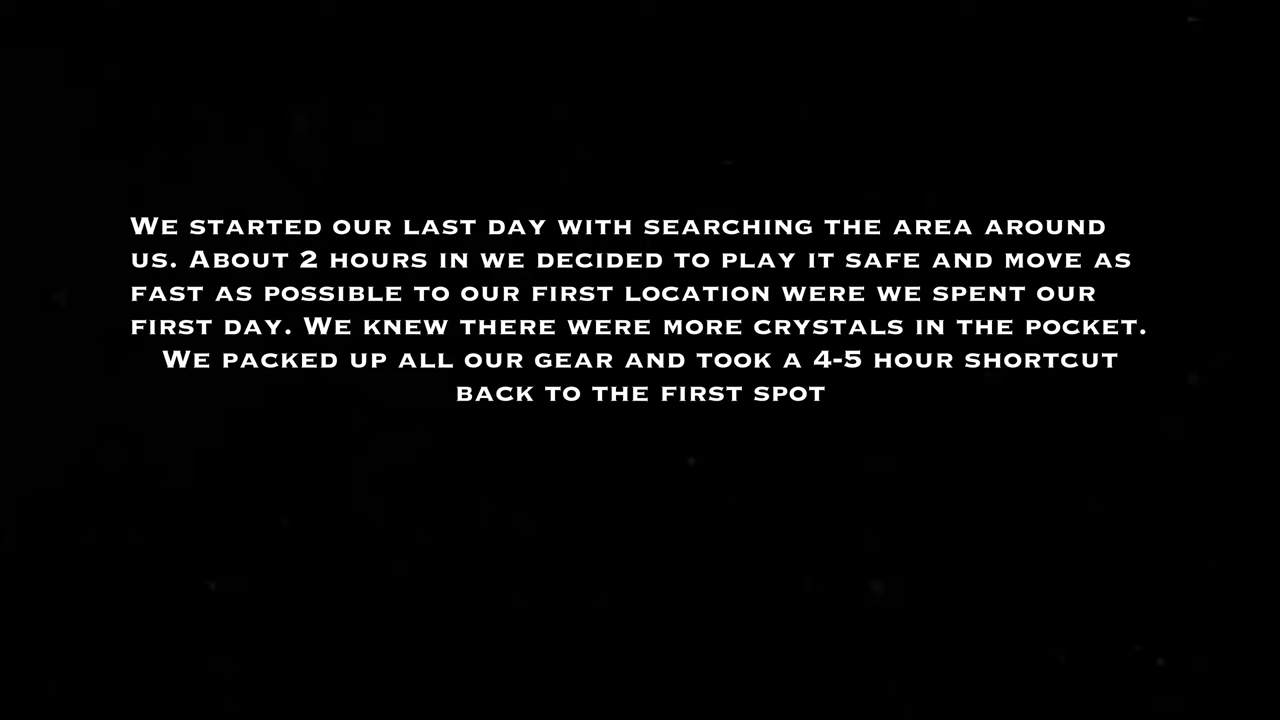 We started our last day with searching the area around
us. About 2 hours in we decided to play it safe and move as
fast as possible to our first location were we spent our
first day. We knew there were more crystals in the pocket.
We packed up all our gear and took a 4-5 hour shortcut
back to the first spot